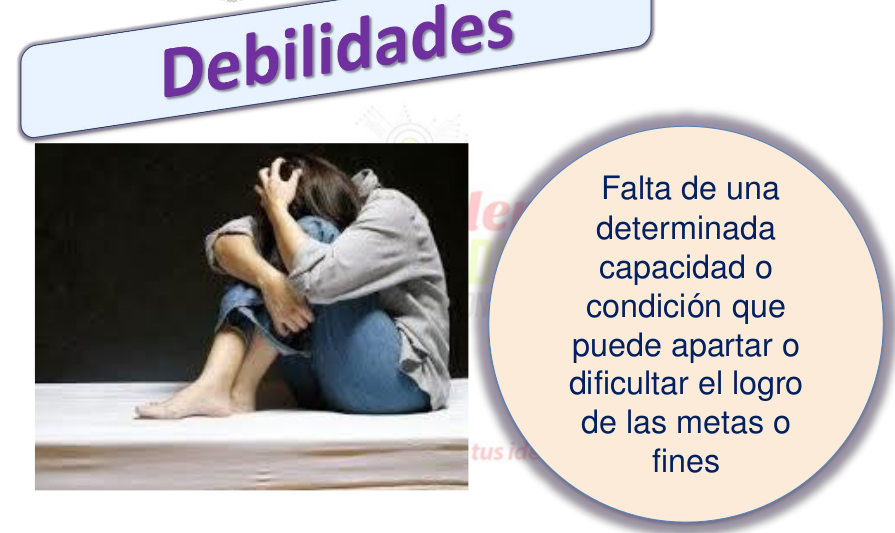 Debilidades
Falta de una
determinada
capacidad o
condición que
puede apartar o
dificultar el logro
de las metas o
fines